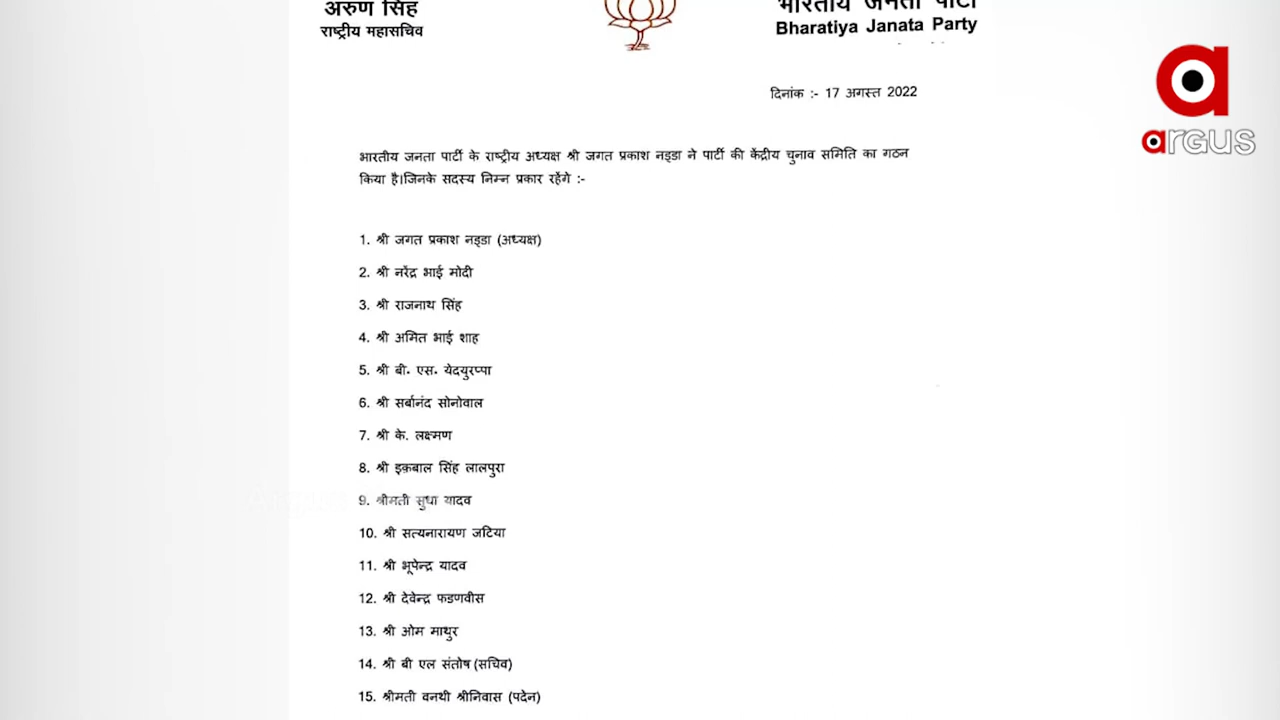 अरुण सिंह
राष्ट्रीय महासचिव
भारतीय जनता पार्टी
Bharatiya Janata Party
argus
दिनांक :- 17 अगस्त 2022
भारतीय जनता पार्टी के राष्ट्रीय अध्यक्ष श्री जगत प्रकाश नड्डा ने पार्टी की केंद्रीय चुनाव समिति का गठन
किया है।जिनके सदस्य निम्न प्रकार रहेंगे :-
1. श्री जगत प्रकाश नड्डा (अध्यक्ष)
2. श्री नरेंद्र भाई मोदी
3. श्री राजनाथ सिंह
4. श्री अमित भाई शाह
5. श्री बी. एस. येदयुरप्पा
6. श्री सर्बानंद सोनोवाल
7. श्री के. लक्ष्मण
8. श्री इक़बाल सिंह लालपुरा
9. श्रीमती सुधा यादव
10. श्री सत्यनारायण जटिया
11. श्री भूपेन्द्र यादव
12. श्री देवेन्द्र फडणवीस
13. श्री ओम माथुर
14. श्री बी एल संतोष (सचिव)
15. श्रीमती वनथी श्रीनिवास (पदेन)